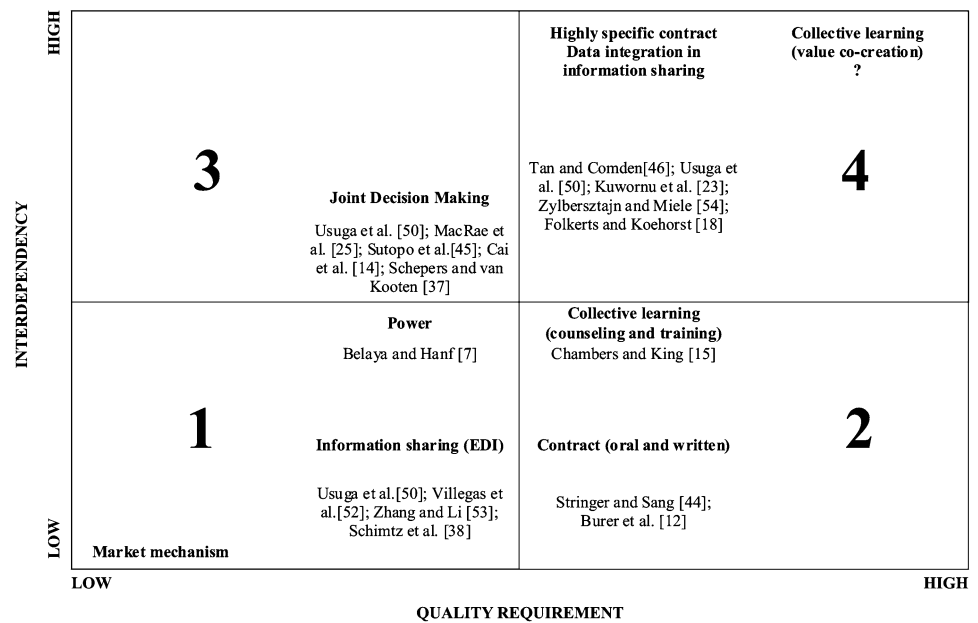 HIGH
INTERDEPENDENCY
LOW
3
Joint Decision Making
Usuga et al. [50]; MacRae et
al. [25]; Sutopo et al.[45]; Cai
et al. [14]; Schepers and van
Kooten [37]
Highly specific contract
Data integration in
information sharing
Tan and Comden[46]; Usuga et
al. [50]; Kuwornu et al. [23];
Zylbersztajn and Miele [54];
Folkerts and Koehorst [18]
Collective learning
(value co-creation)
?
4
Power
Belaya and Hanf [7]
1
Information sharing (EDI)
Usuga et al.[50]; Villegas et
al.[52]; Zhang and Li [53];
Schimtz et al. [38]
Market mechanism
Collective learning
(counseling and training)
Chambers and King [15]
2
Contract (oral and written)
Stringer and Sang [44];
Burer et al. [12]
LOW
HIGH
QUALITY REQUIREMENT